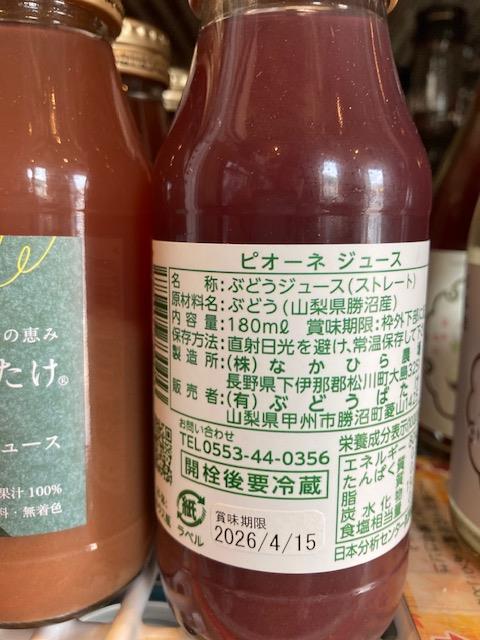 の恵み
たけ®
ュース
果汁100%
料・無着色
ピオーネ ジュース
名 称:ぶどうジュース(ストレート)
原材料名:ぶどう(山梨県勝沼産)
内容量:180mℓ 賞味期限:枠外下部に
保存方法:直射日光を避け、常温保存して下
製造所:(株)なかひら農
長野県下伊那郡松川町大島325
販売者:(有)ぶどうばたけ
山梨県甲州市勝沼町菱山
お問い合わせ
TEL0553-44-0356
開栓後要冷蔵
栄養成分表示
エネルギー
たんぱく質
脂質
炭水化物
食塩相当量
日本分析センター
紙
ラベル
賞味期限
2026/4/15